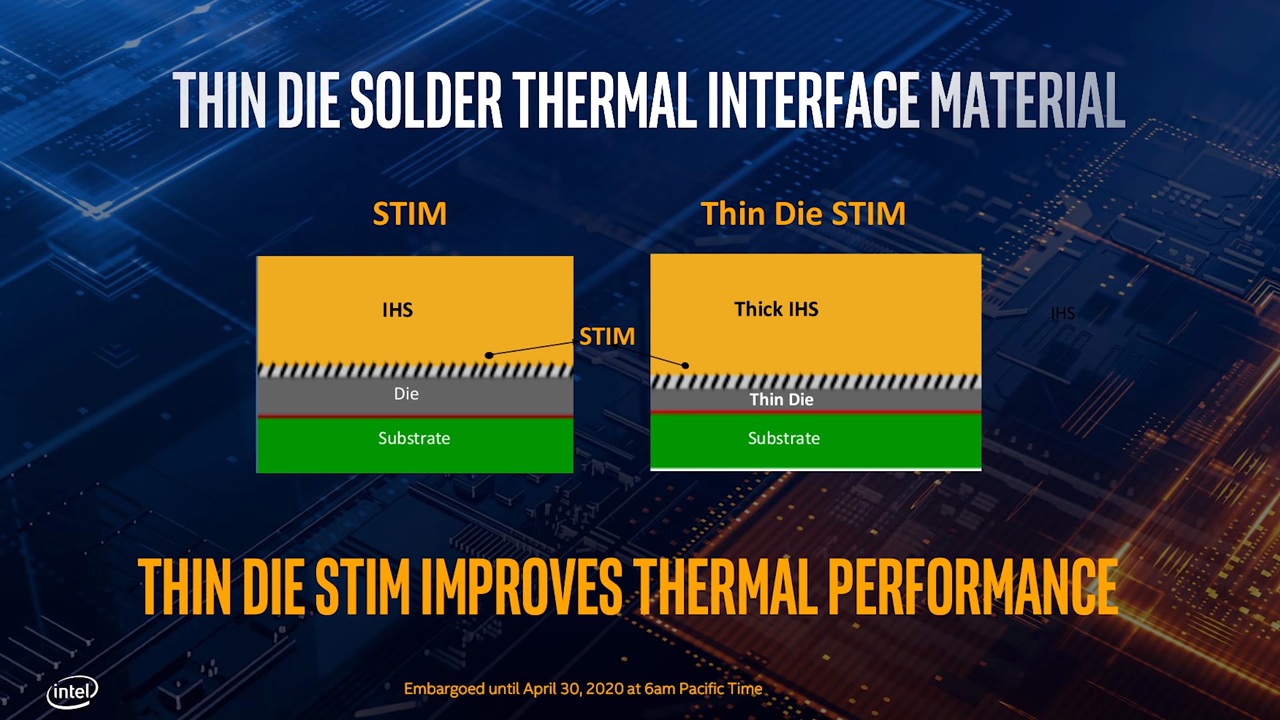 THIN DIE SOLDER THERMAL INTERFACE MATERIAL
STIM
Thin Die STIM
IHS
Thick IHS
IHS
STIM
Die
Thin Die
Substrate
Substrate
THIN DIE STIM IMPROVES THERMAL PERFORMANCE
intel
Embargoed until April 30, 2020 at 6am Pacific Time